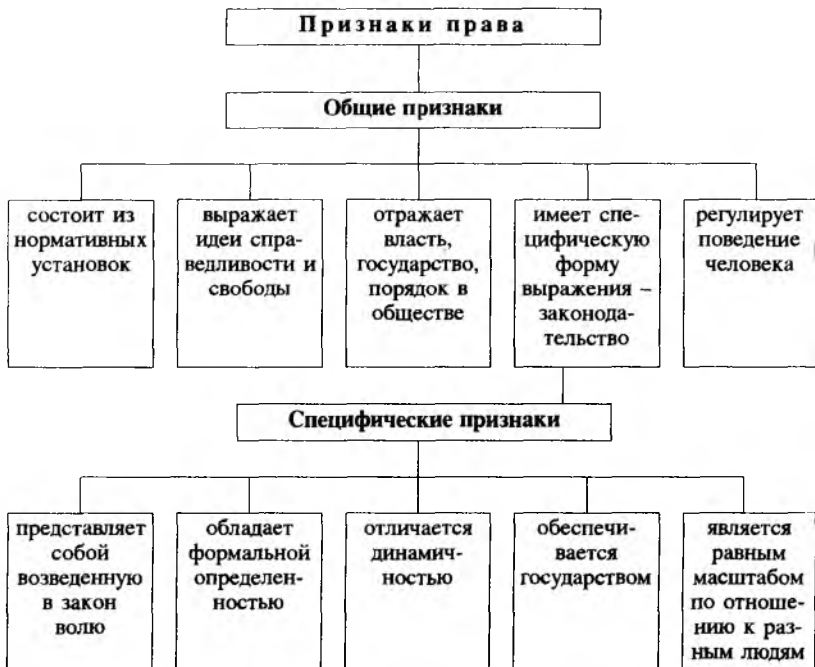 Признаки права
Общие признаки
состоит из
нормативных
установок
выражает
идеи спра-
ведливости и
свободы
отражает
власть,
государство,
порядок в
обществе
имеет спе-
цифическую
форму
выражения –
законода-
тельство
регулирует
поведение
человека
Специфические признаки
представляет
собой
возведенную
в закон
волю
обладает
формальной
определен-
ностью
отличается
динамич-
ностью
обеспечи-
вается
государством
является
равным
масштабом
по отноше-
нию к раз-
ным людям